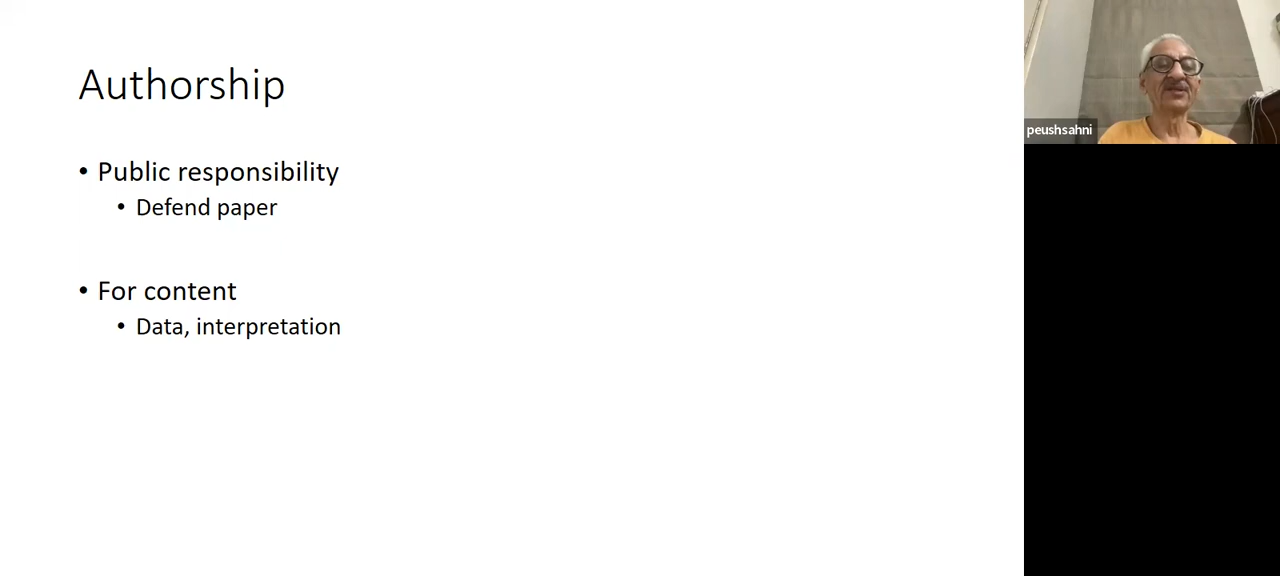 Authorship
• Public responsibility
• Defend paper
• For content
• Data, interpretation
peushsahni